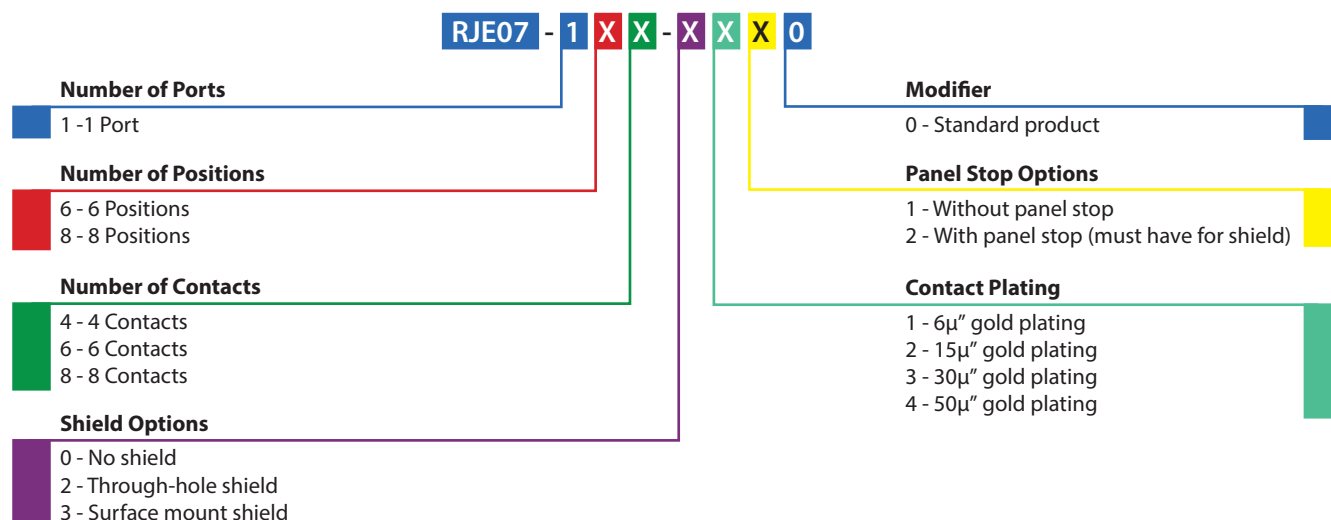 RJE07 - 1 X X - X X X 0
Number of Ports
1 -1 Port
Number of Positions
6 - 6 Positions
8 - 8 Positions
Number of Contacts
4 - 4 Contacts
6 - 6 Contacts
8 - 8 Contacts
Shield Options
0 - No shield
2 - Through-hole shield
3 - Surface mount shield
Modifier
0 - Standard product
Panel Stop Options
1 - Without panel stop
2 - With panel stop (must have for shield)
Contact Plating
1 - 6µ” gold plating
2 - 15µ” gold plating
3 - 30µ” gold plating
4 - 50µ” gold plating